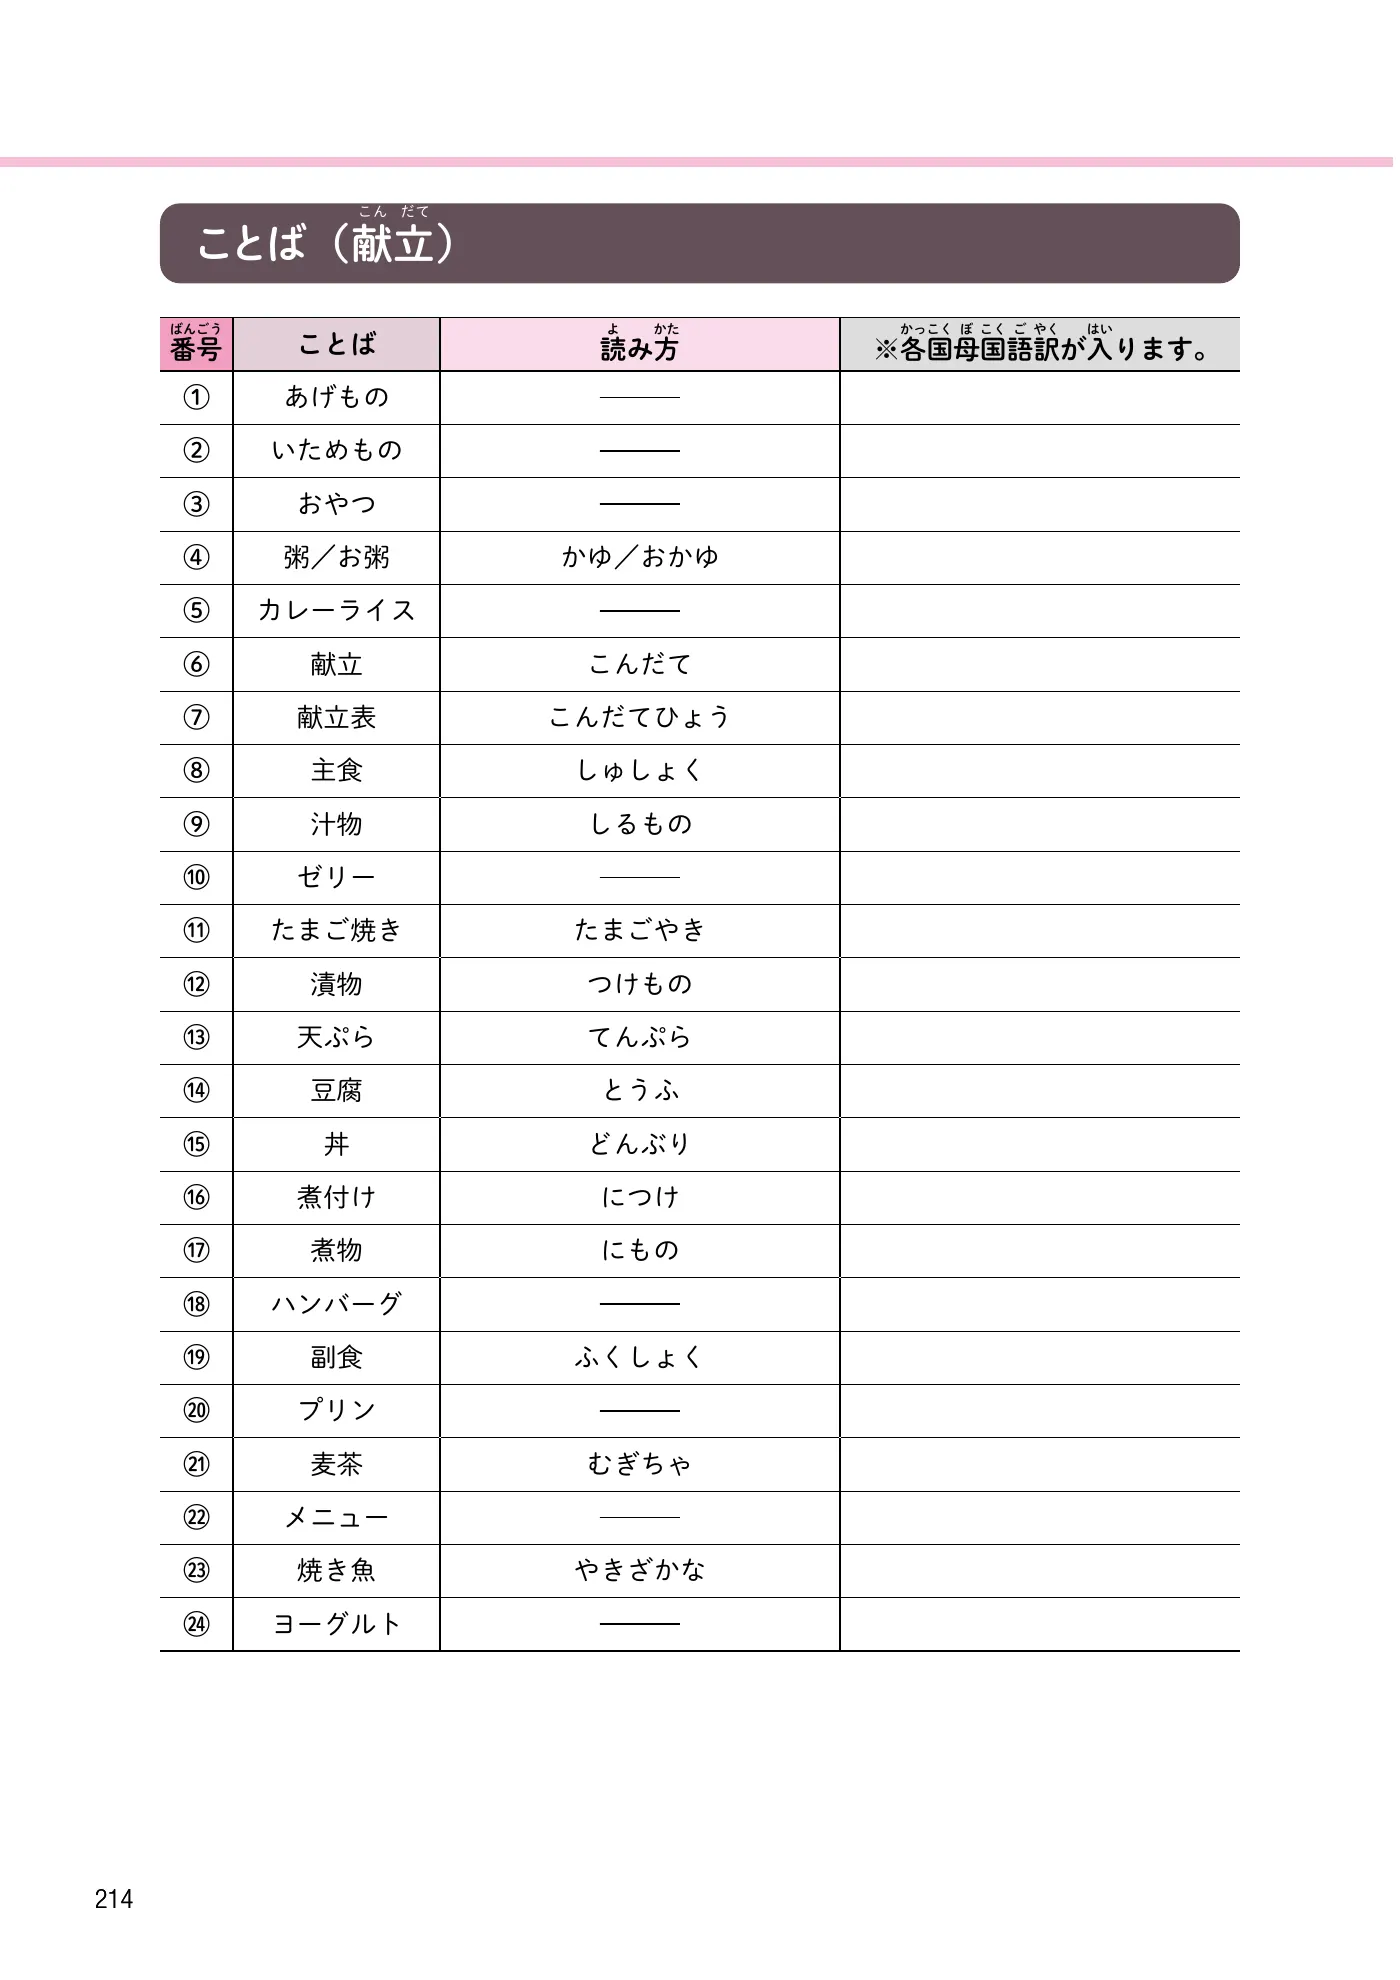 ことば（献立）
こん だて
番号 ことば 読み方 ※各国母国語訳が入ります。
ばんごう よ かた かっこく ぼ こく ご やく はい
① あげもの ———
② いためもの ———
③ おやつ ———
④ 粥／お粥 かゆ／おかゆ
⑤ カレーライス ———
⑥ 献立 こんだて
⑦ 献立表 こんだてひょう
⑧ 主食 しゅしょく
⑨ 汁物 しるもの
⑩ ゼリー ———
⑪ たまご焼き たまごやき
⑫ 漬物 つけもの
⑬ 天ぷら てんぷら
⑭ 豆腐 とうふ
⑮ 丼 どんぶり
⑯ 煮付け につけ
⑰ 煮物 にもの
⑱ ハンバーグ ———
⑲ 副食 ふくしょく
⑳ プリン ———
㉑ 麦茶 むぎちゃ
㉒ メニュー ———
㉓ 焼き魚 やきざかな
㉔ ヨーグルト ———
214